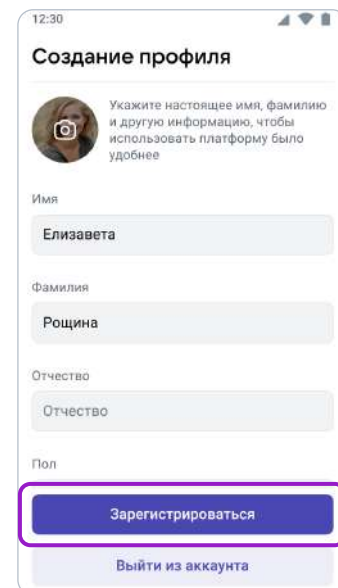 12:30
Создание профиля
Укажите настоящее имя, фамилию
и другую информацию, чтобы
использовать платформу было
удобнее
Имя
Елизавета
Фамилия
Рощина
Отчество
Отчество
Пол
Зарегистрироваться
Выйти из аккаунта